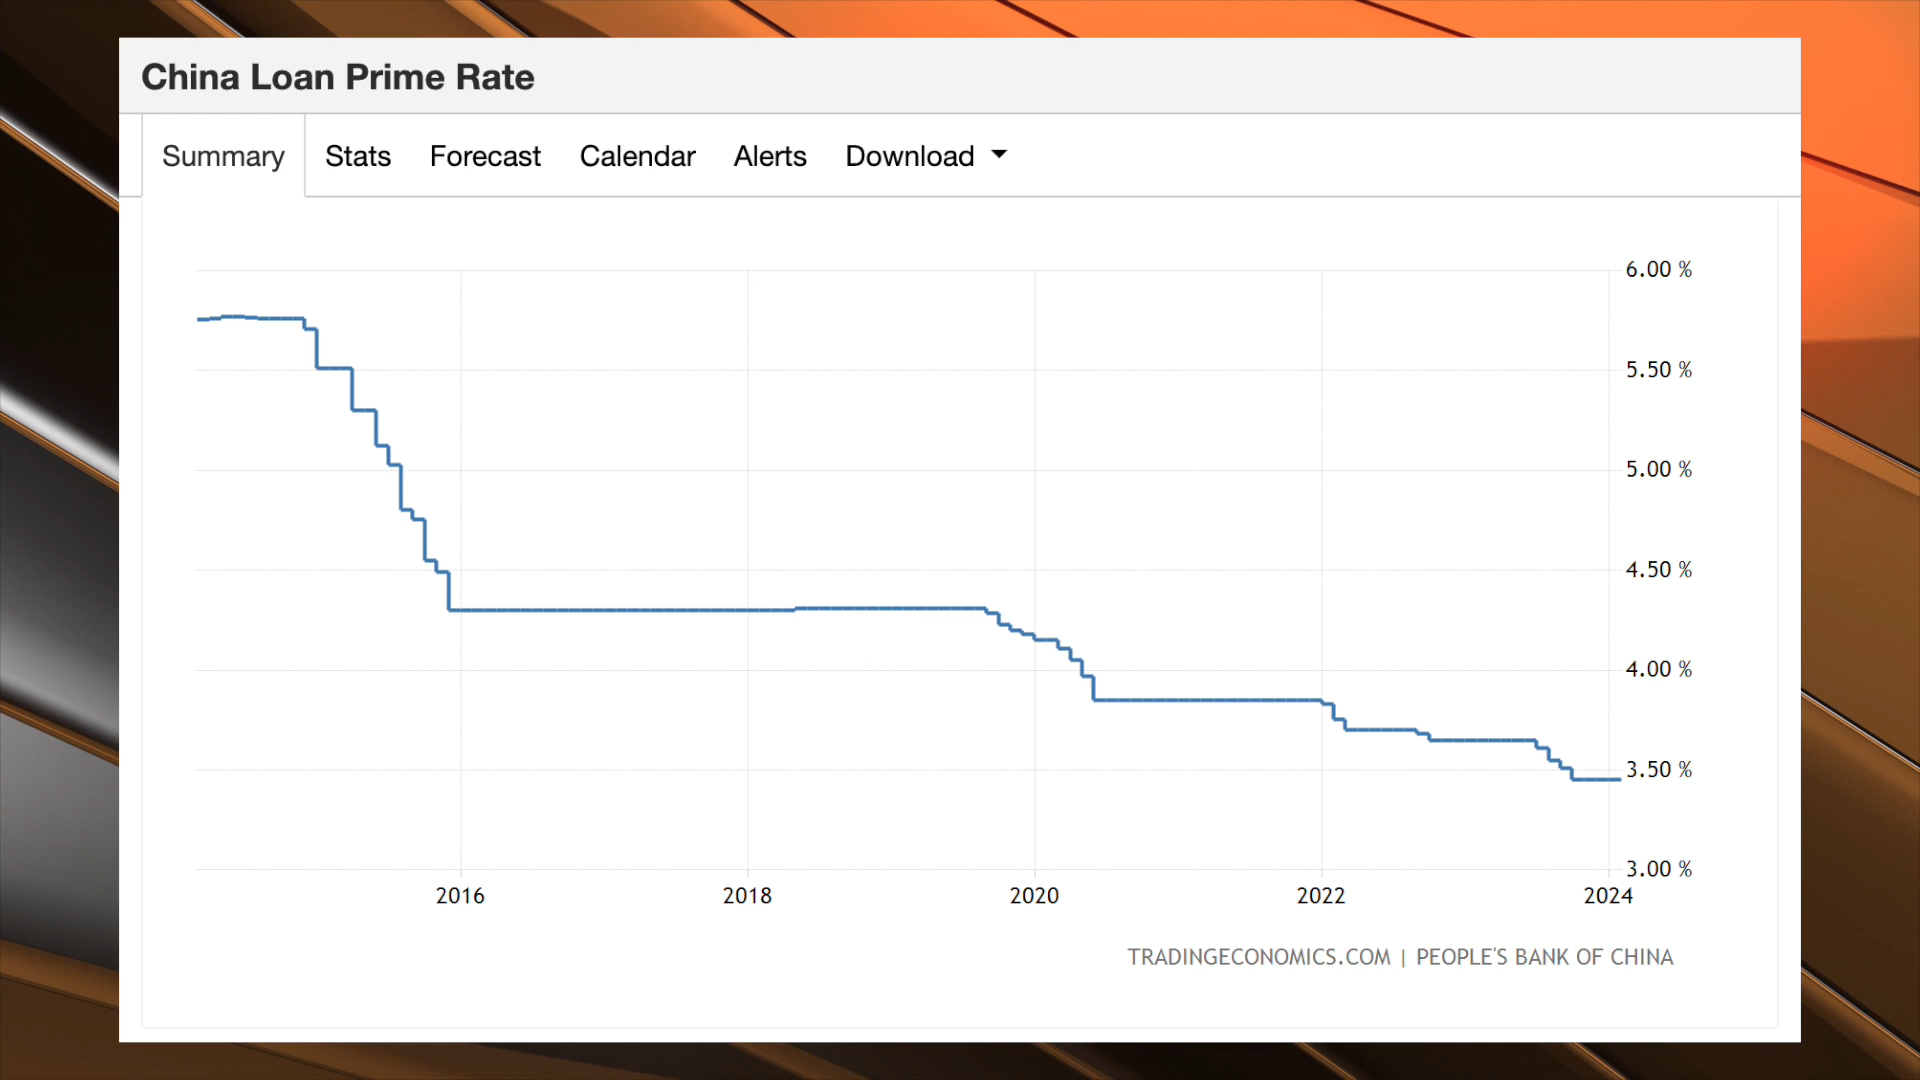 China Loan Prime Rate
Summary Stats Forecast Calendar Alerts Download
6.00 %
5.50 %
5.00 %
4.50 %
4.00 %
3.50 %
3.00 %
2016 2018 2020 2022 2024
TRADINGECONOMICS.COM | PEOPLE'S BANK OF CHINA